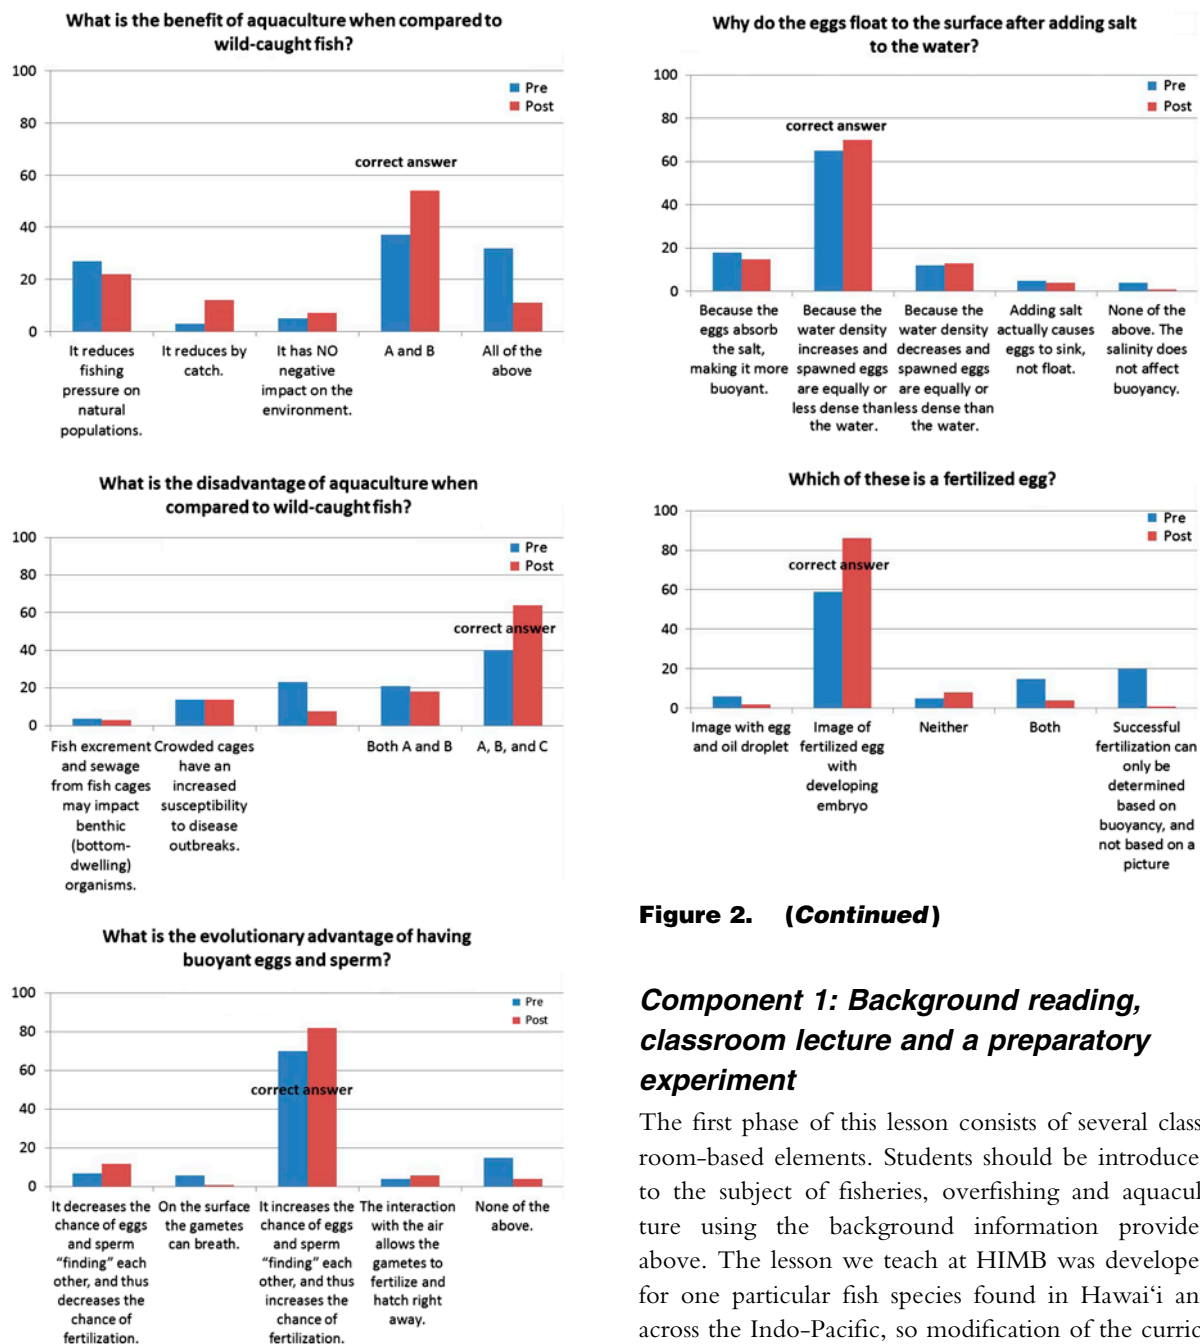 What is the benefit of aquaculture when compared to
wild-caught fish?
100
80
60
40
20
0
Pre
Post
correct answer
It reduces
fishing
pressure on
natural
populations.
It reduces by
catch.
It has NO
negative
impact on the
environment.
A and B
All of the
above
What is the disadvantage of aquaculture when
compared to wild-caught fish?
100
80
60
40
20
0
Pre
Post
correct answer
Fish excrement
and sewage
from fish cages
may impact
benthic
(bottom-
dwelling)
organisms.
Crowded cages
have an
increased
susceptibility
to disease
outbreaks.
Both A and B
A, B, and C
What is the evolutionary advantage of having
buoyant eggs and sperm?
100
80
60
40
20
0
Pre
Post
correct answer
It decreases the
chance of eggs
and sperm
"finding" each
other, and thus
decreases the
chance of
fertilization.
On the surface
the gametes
can breath.
It increases the
chance of eggs
and sperm
"finding" each
other, and thus
increases the
chance of
fertilization.
The interaction
with the air
allows the
gametes to
fertilize and
hatch right
away.
None of the
above.
Why do the eggs float to the surface after adding salt
to the water?
100
80
60
40
20
0
Pre
Post
correct answer
Because the
eggs absorb
the salt,
making it more
buoyant.
Because the
water density
increases and
spawned eggs
are equally or
less dense than
the water.
Because the
water density
decreases and
spawned eggs
are equally or
less dense than
the water.
Adding salt
actually causes
eggs to sink,
not float.
None of the
above. The
salinity does
not affect
buoyancy.
Which of these is a fertilized egg?
100
80
60
40
20
0
Pre
Post
correct answer
Image with egg
and oil droplet
Image of
fertilized egg
with
developing
embryo
Neither
Both
Successful
fertilization can
only be
determined
based on
buoyancy, and
not based on a
picture
Figure 2. (Continued)
Component 1: Background reading,
classroom lecture and a preparatory
experiment
The first phase of this lesson consists of several class
room-based elements. Students should be introduce
to the subject of fisheries, overfishing and aquacul
ture using the background information provide
above. The lesson we teach at HIMB was develope
for one particular fish species found in Hawai‘i an
across the Indo-Pacific, so modification of the curric